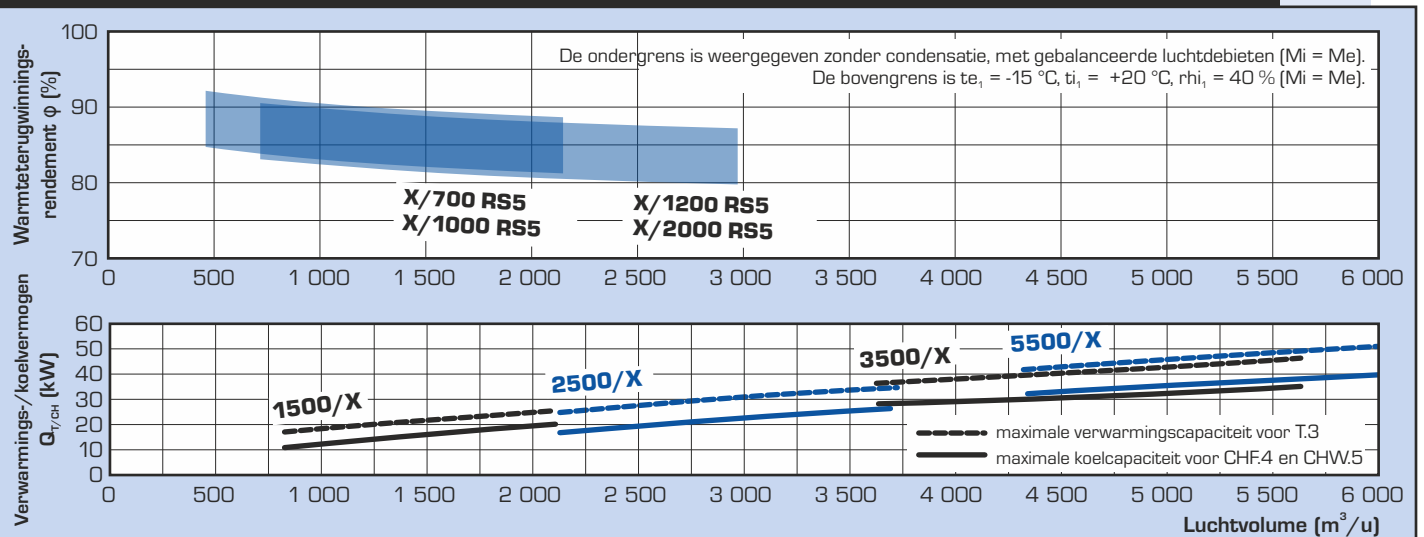 Warmteterugwinnings-
rendement φ (%)
100
90
80
70
De ondergrens is weergegeven zonder condensatie, met gebalanceerde luchtdebieten (Mi = Me).
De bovengrens is te₁ = -15 °C, ti₁ = +20 °C, rhi₁ = 40 % (Mi = Me).
X/700 RS5
X/1000 RS5
X/1200 RS5
X/2000 RS5
0 500 1 000 1 500 2 000 2 500 3 000 3 500 4 000 4 500 5 000 5 500 6 000
Verwarmings-/koelvermogen
Q_T/CH (kW)
60
50
40
30
20
10
0
1500/X
2500/X
3500/X
5500/X
maximale verwarmingscapaciteit voor T.3
maximale koelcapaciteit voor CHF.4 en CHW.5
0 500 1 000 1 500 2 000 2 500 3 000 3 500 4 000 4 500 5 000 5 500 6 000
Luchtvolume (m³/u)